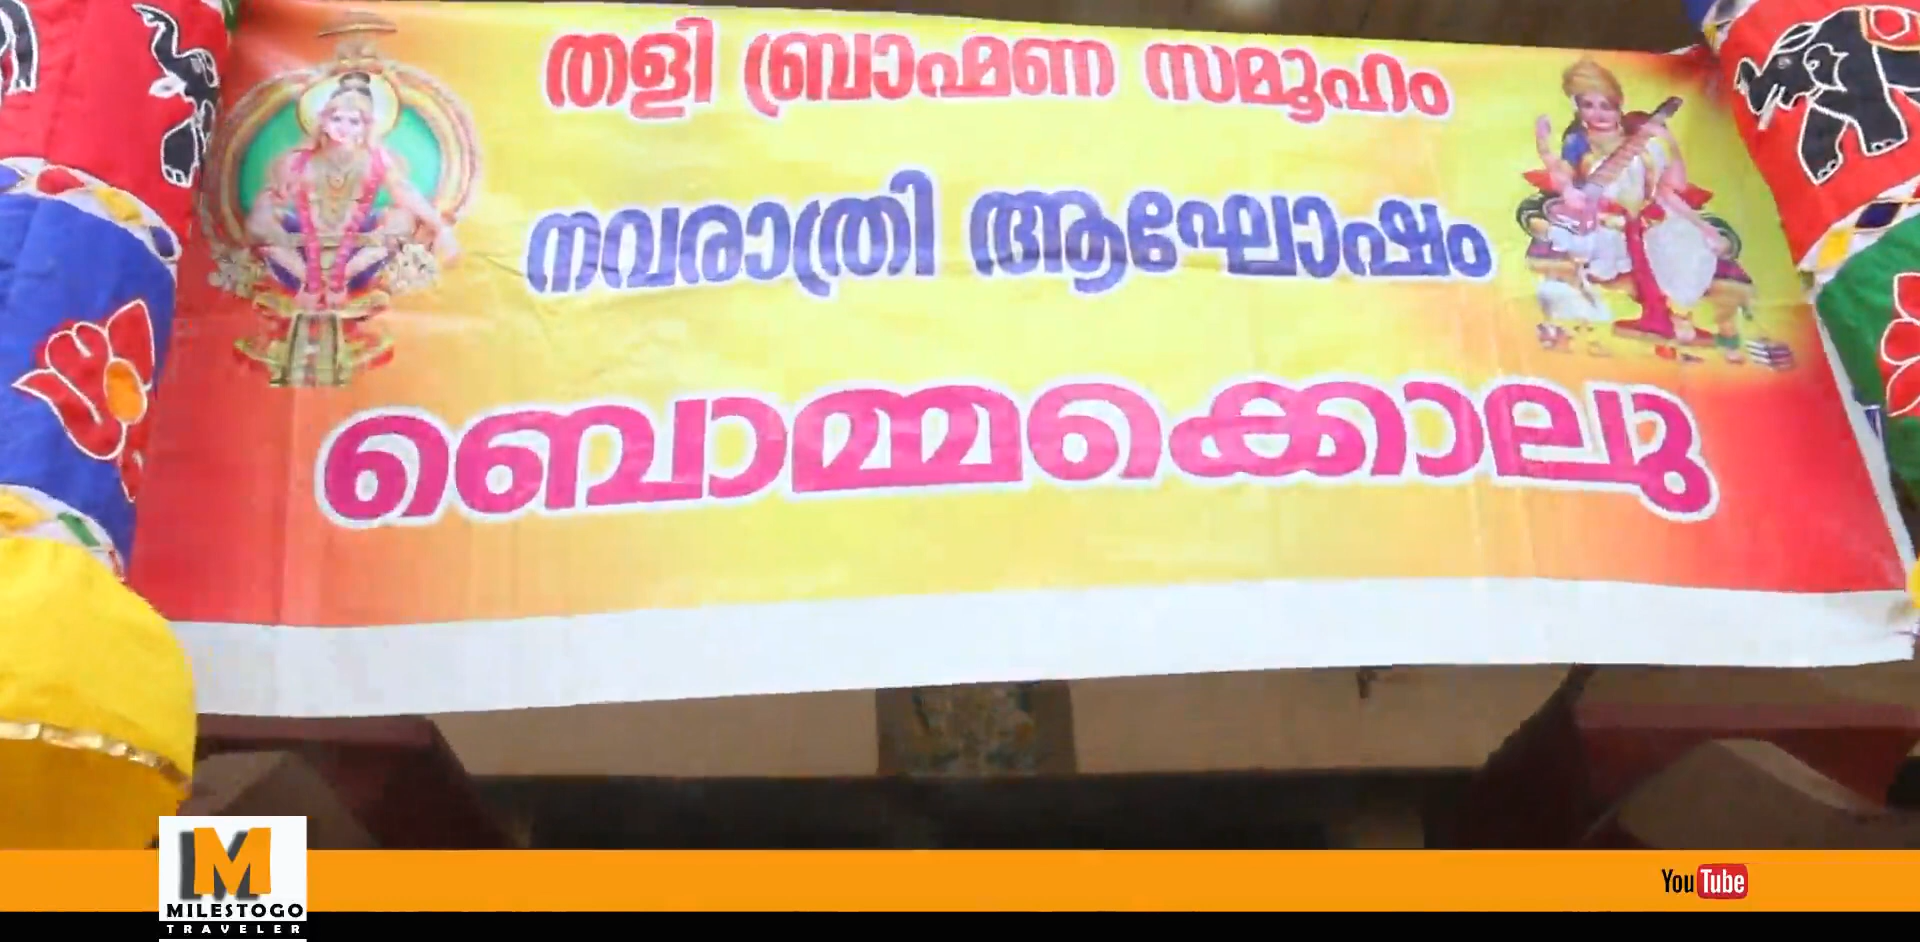 തളി ബ്രാഹ്മണ സമൂഹം
നവരാത്രി ആഘോഷം
ബൊമ്മക്കൊലു
M
MILESTOGO
TRAVELER
YouTube